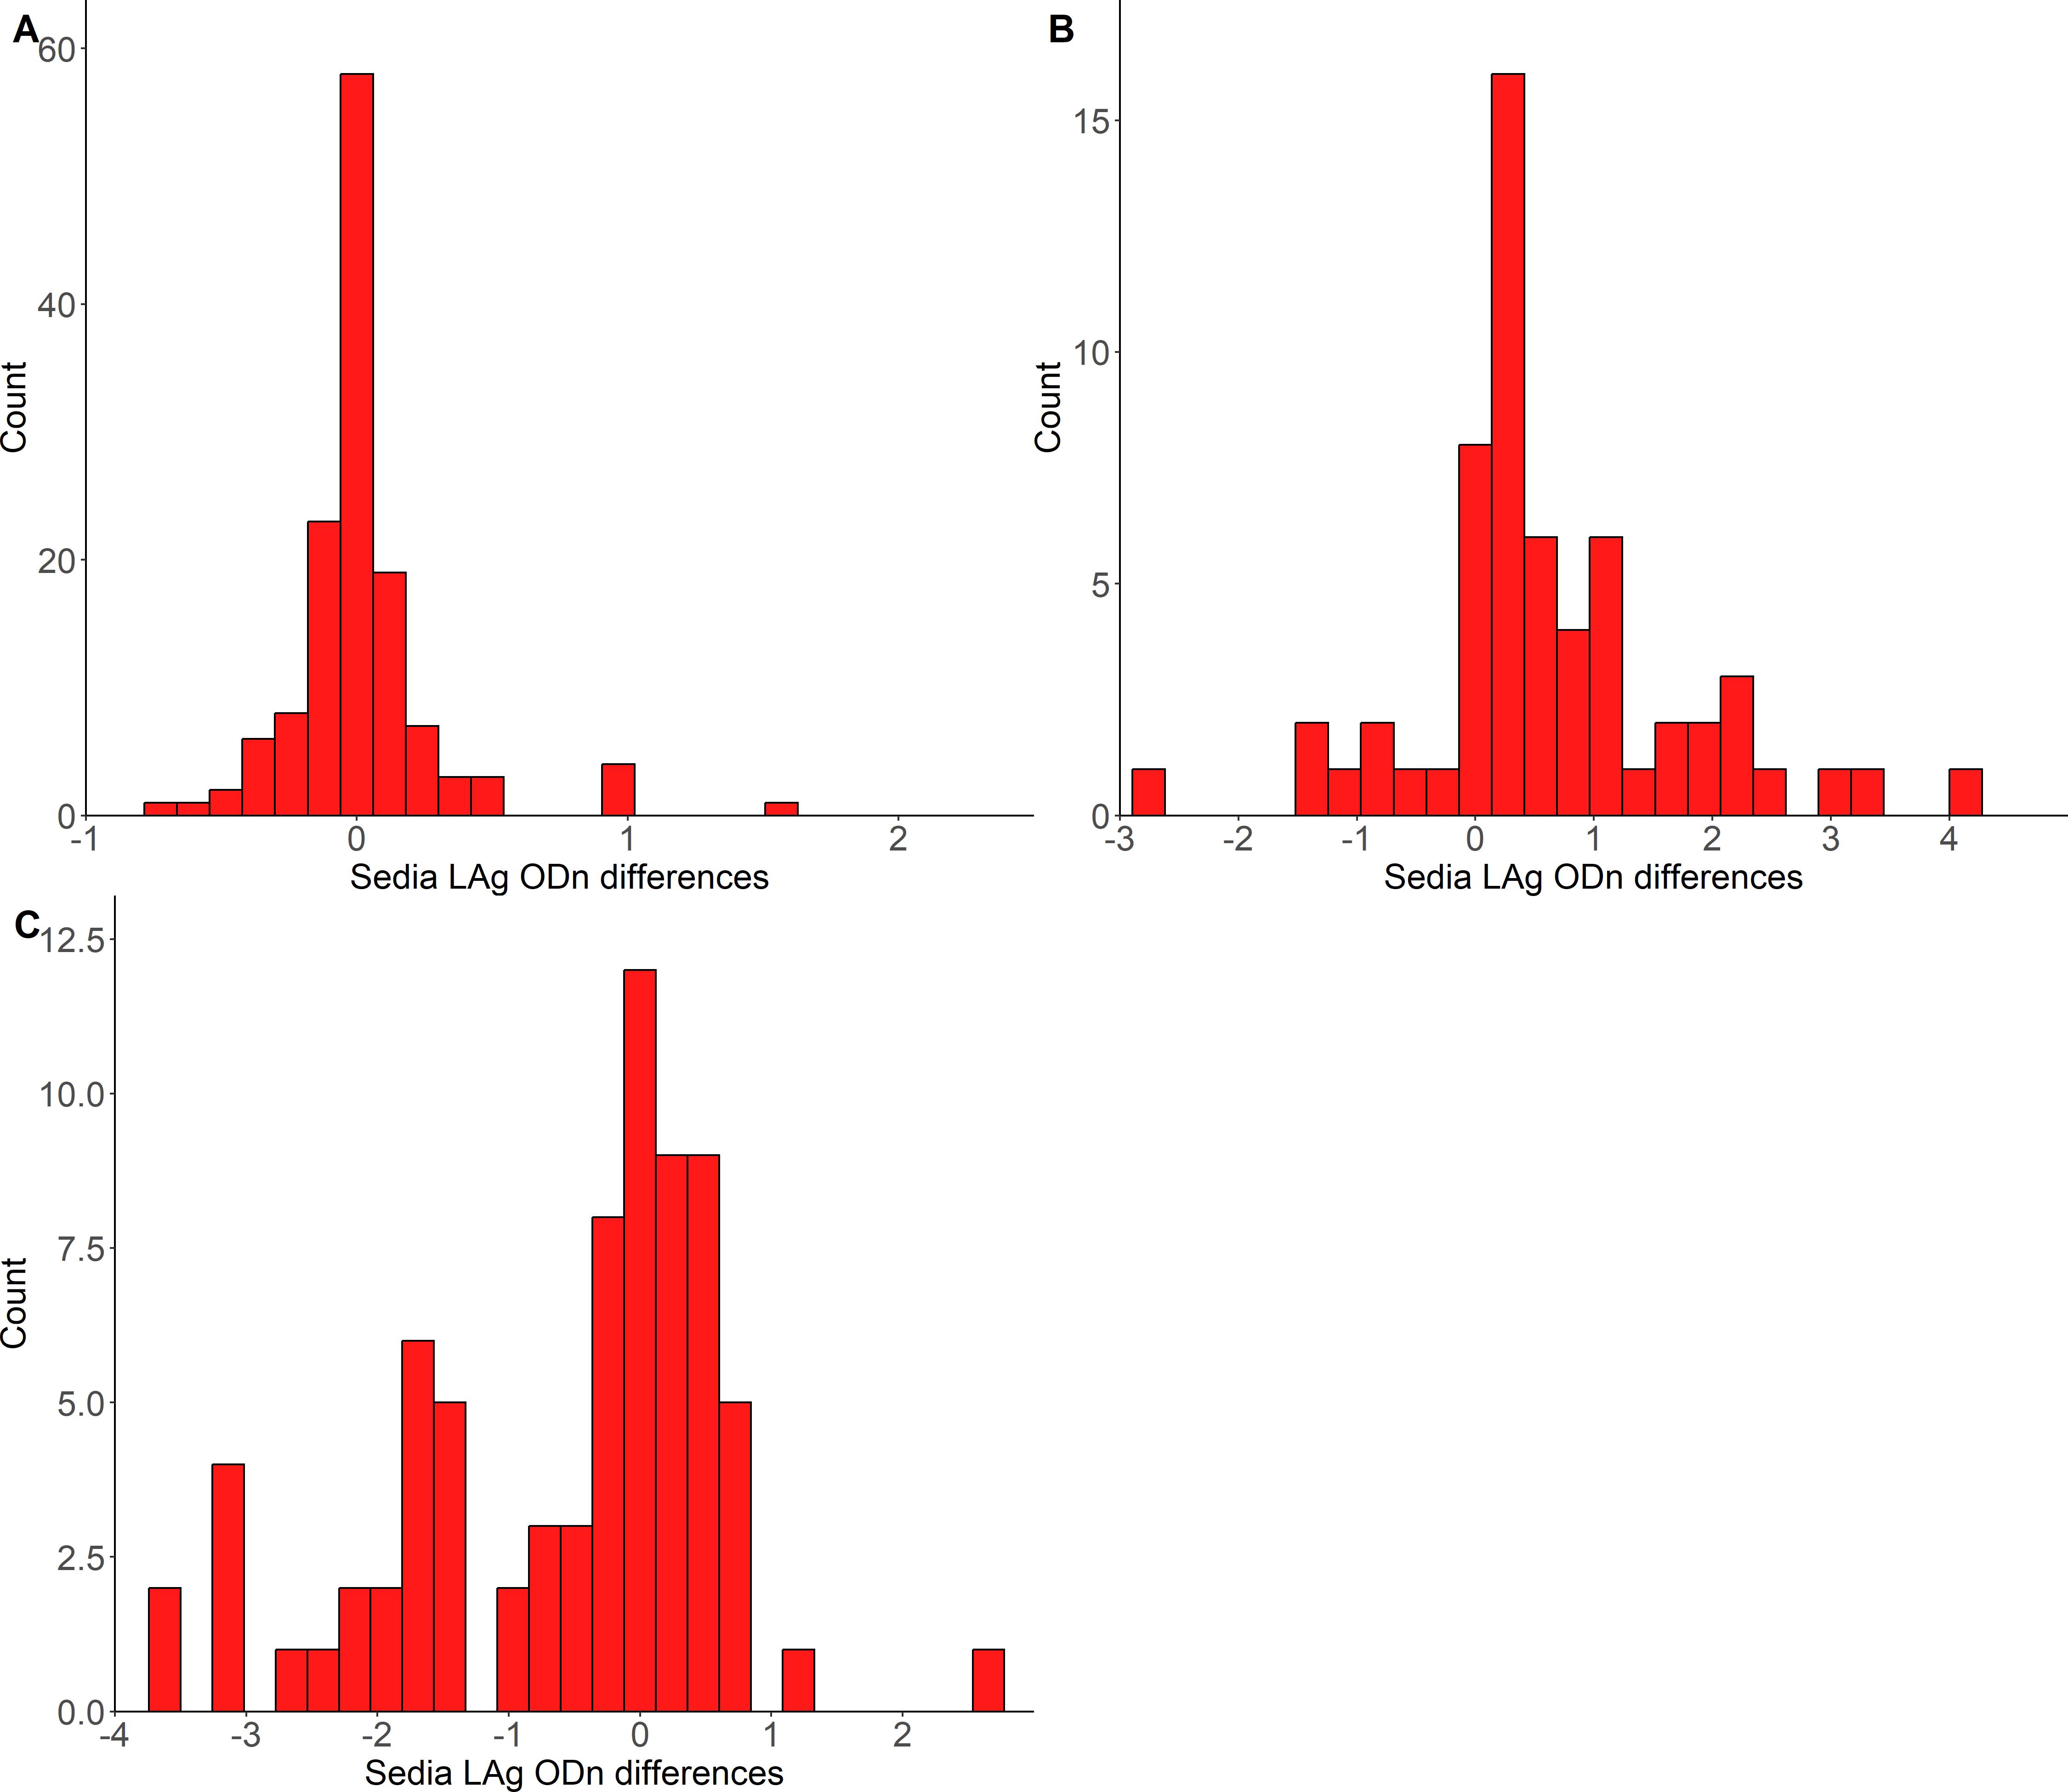 A
60
40
20
0
Count
-1 0 1 2
Sedia LAg ODn differences
B
15
10
5
0
Count
-3 -2 -1 0 1 2 3 4
Sedia LAg ODn differences
C
12.5
10.0
7.5
5.0
2.5
0.0
Count
-4 -3 -2 -1 0 1 2
Sedia LAg ODn differences